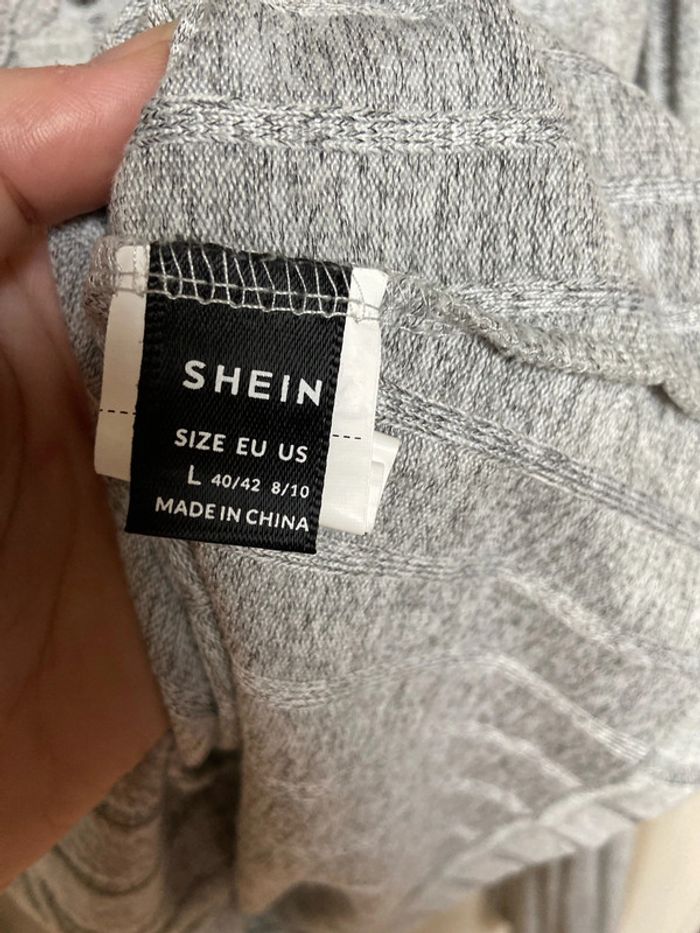 SHEIN
SIZE EU US
L 40/42 8/10
MADE IN CHINA